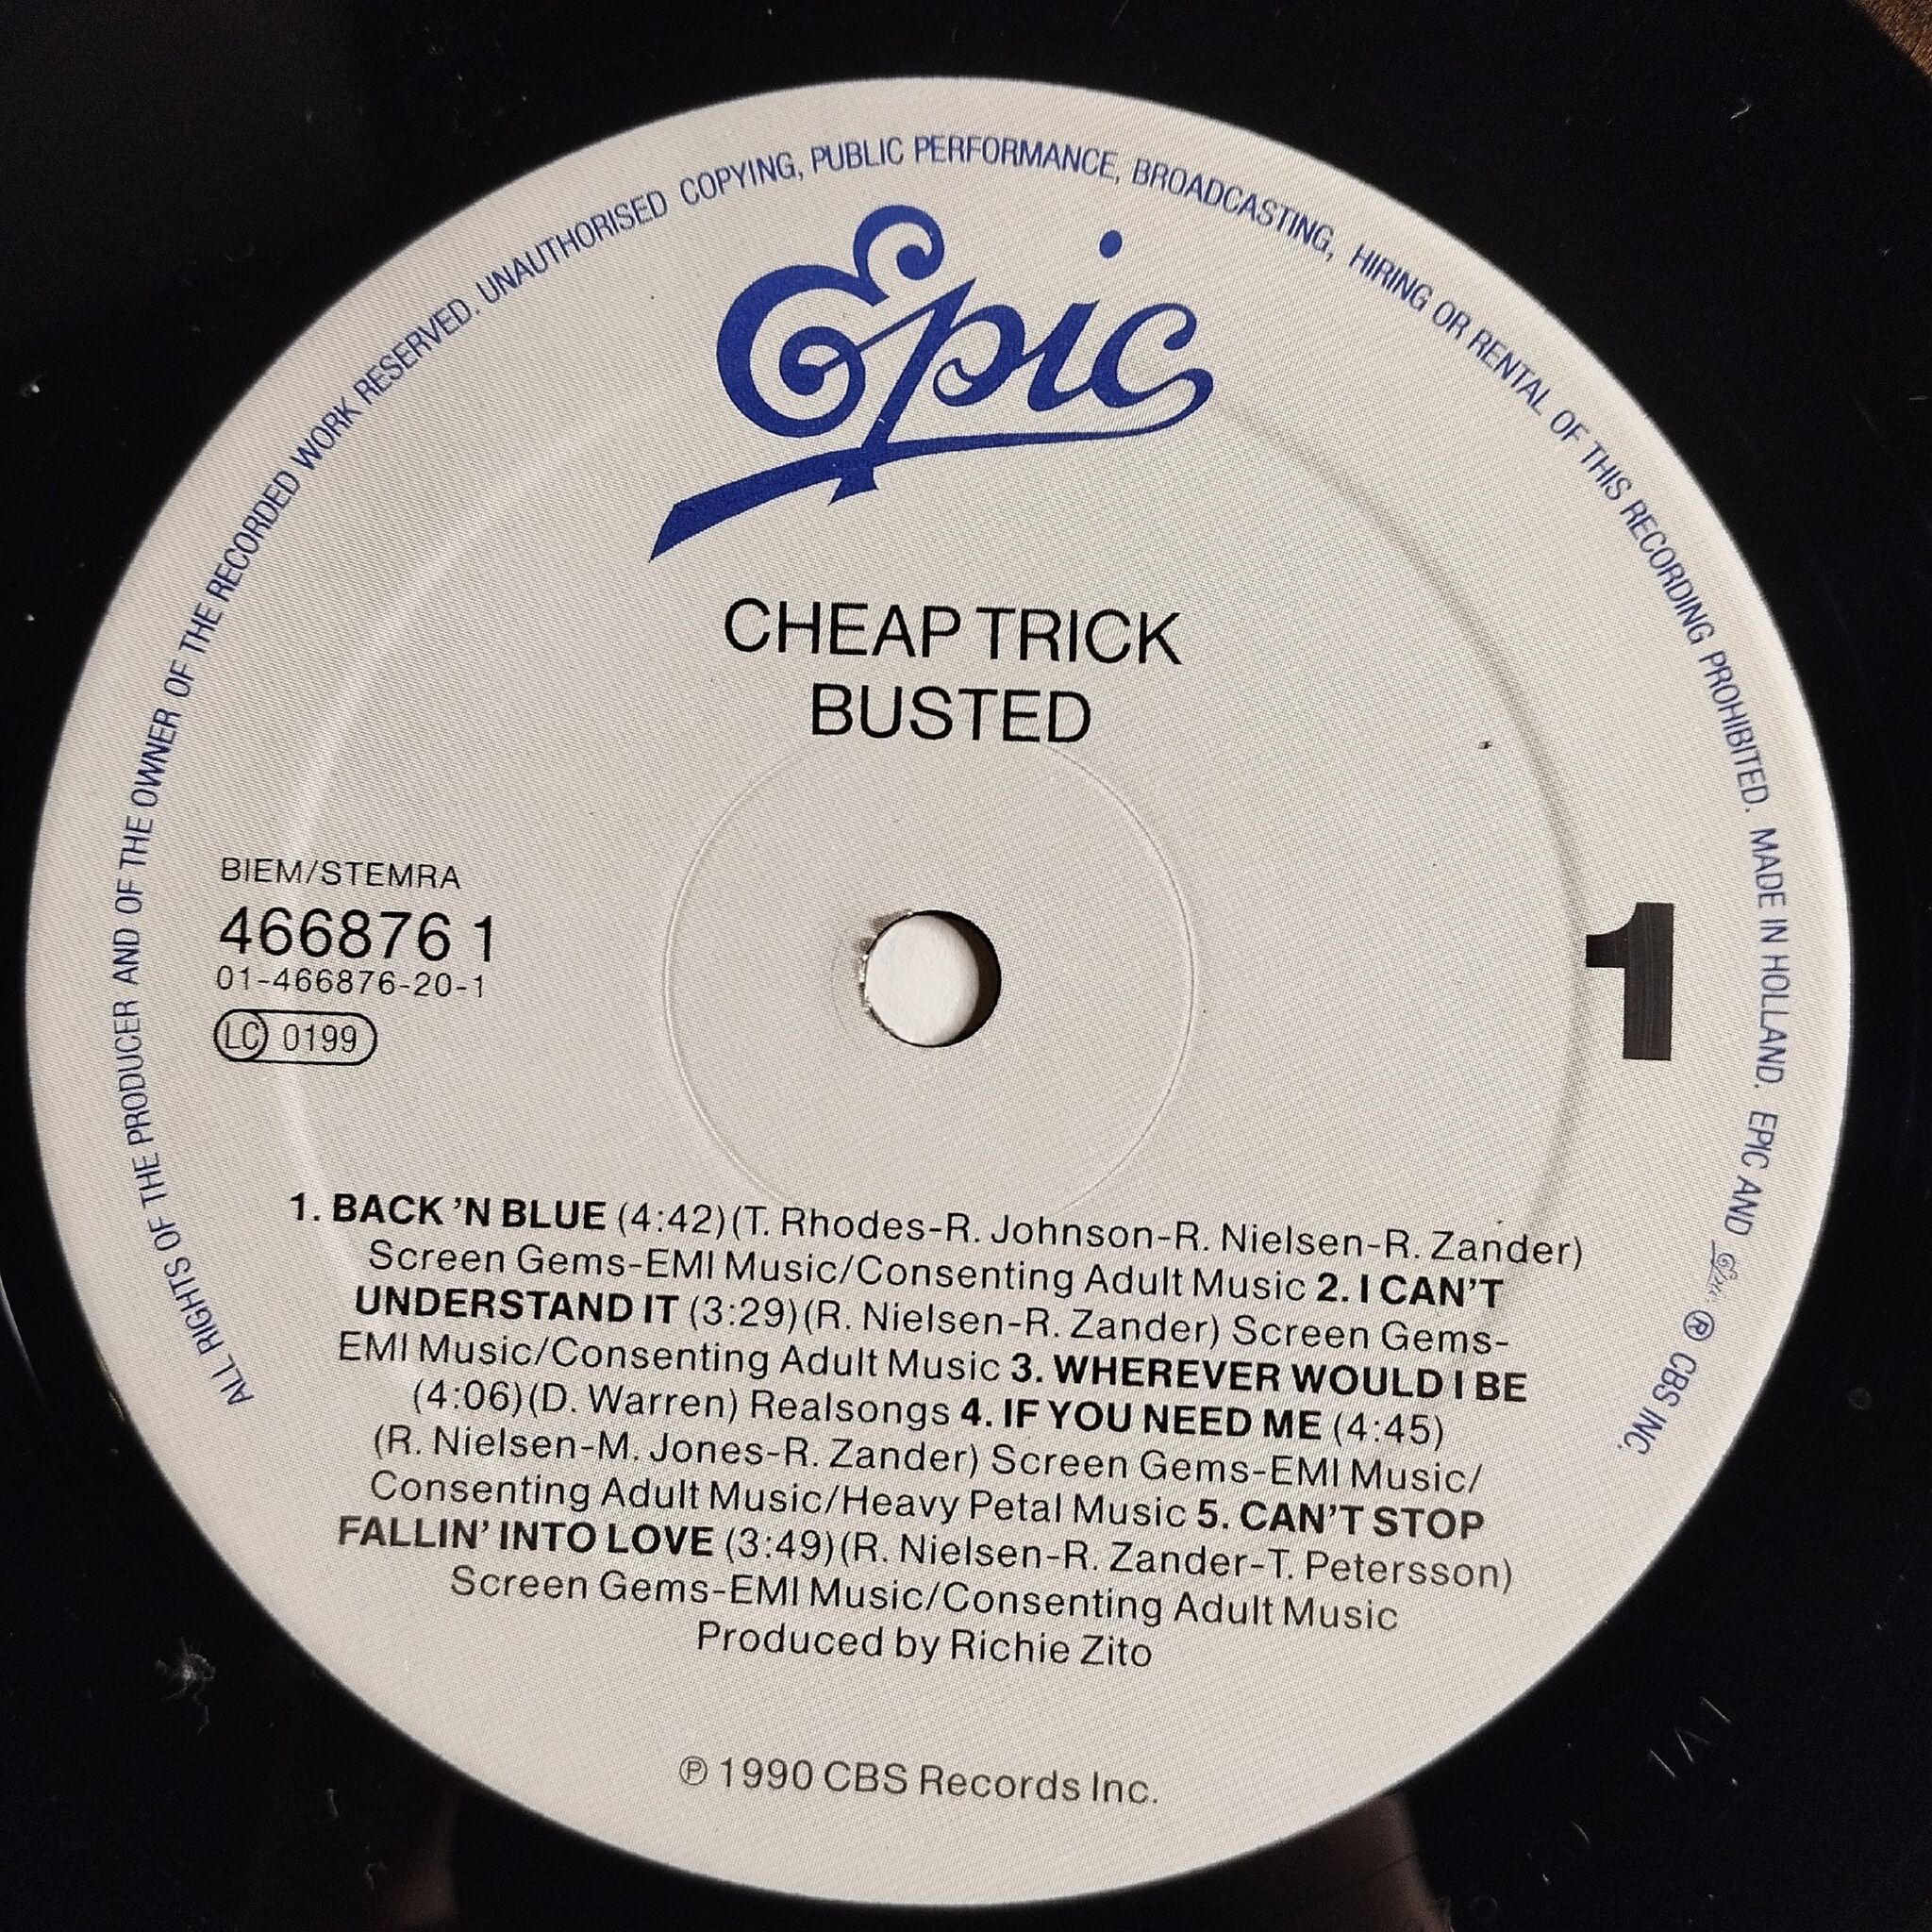 ALL RIGHTS OF THE PRODUCER AND OF THE OWNER OF THE RECORDED WORK RESERVED. UNAUTHORISED COPYING, PUBLIC PERFORMANCE, BROADCASTING, HIRING OR RENTAL OF THIS RECORDING PROHIBITED. MADE IN HOLLAND. EPIC AND Epic ® CBS INC.
Epic
CHEAP TRICK
BUSTED
BIEM/STEMRA
466876 1
01-466876-20-1
LC 0199
1
1. BACK 'N BLUE (4:42)(T. Rhodes-R. Johnson-R. Nielsen-R. Zander)
Screen Gems-EMI Music/Consenting Adult Music 2. I CAN'T
UNDERSTAND IT (3:29)(R. Nielsen-R. Zander) Screen Gems-
EMI Music/Consenting Adult Music 3. WHEREVER WOULD I BE
(4:06)(D. Warren) Realsongs 4. IF YOU NEED ME (4:45)
(R. Nielsen-M. Jones-R. Zander) Screen Gems-EMI Music/
Consenting Adult Music/Heavy Petal Music 5. CAN'T STOP
FALLIN' INTO LOVE (3:49)(R. Nielsen-R. Zander-T. Petersson)
Screen Gems-EMI Music/Consenting Adult Music
Produced by Richie Zito
℗ 1990 CBS Records Inc.